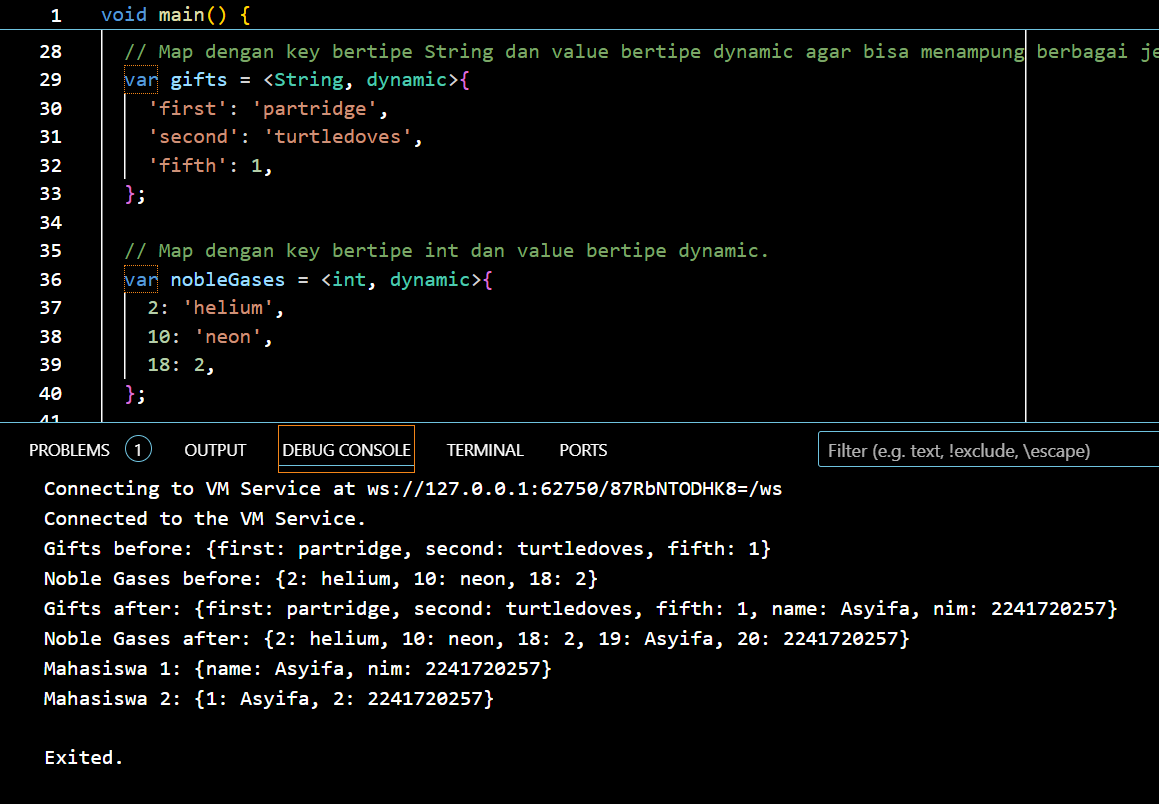 1 void main() {
28 // Map dengan key bertipe String dan value bertipe dynamic agar bisa menampung berbagai je
29 var gifts = <String, dynamic>{
30 'first': 'partridge',
31 'second': 'turtledoves',
32 'fifth': 1,
33 };
34
35 // Map dengan key bertipe int dan value bertipe dynamic.
36 var nobleGases = <int, dynamic>{
37 2: 'helium',
38 10: 'neon',
39 18: 2,
40 };
41
PROBLEMS 1 OUTPUT DEBUG CONSOLE TERMINAL PORTS Filter (e.g. text, !exclude, \escape)
Connecting to VM Service at ws://127.0.0.1:62750/87RbNTODHK8=/ws
Connected to the VM Service.
Gifts before: {first: partridge, second: turtledoves, fifth: 1}
Noble Gases before: {2: helium, 10: neon, 18: 2}
Gifts after: {first: partridge, second: turtledoves, fifth: 1, name: Asyifa, nim: 2241720257}
Noble Gases after: {2: helium, 10: neon, 18: 2, 19: Asyifa, 20: 2241720257}
Mahasiswa 1: {name: Asyifa, nim: 2241720257}
Mahasiswa 2: {1: Asyifa, 2: 2241720257}
Exited.